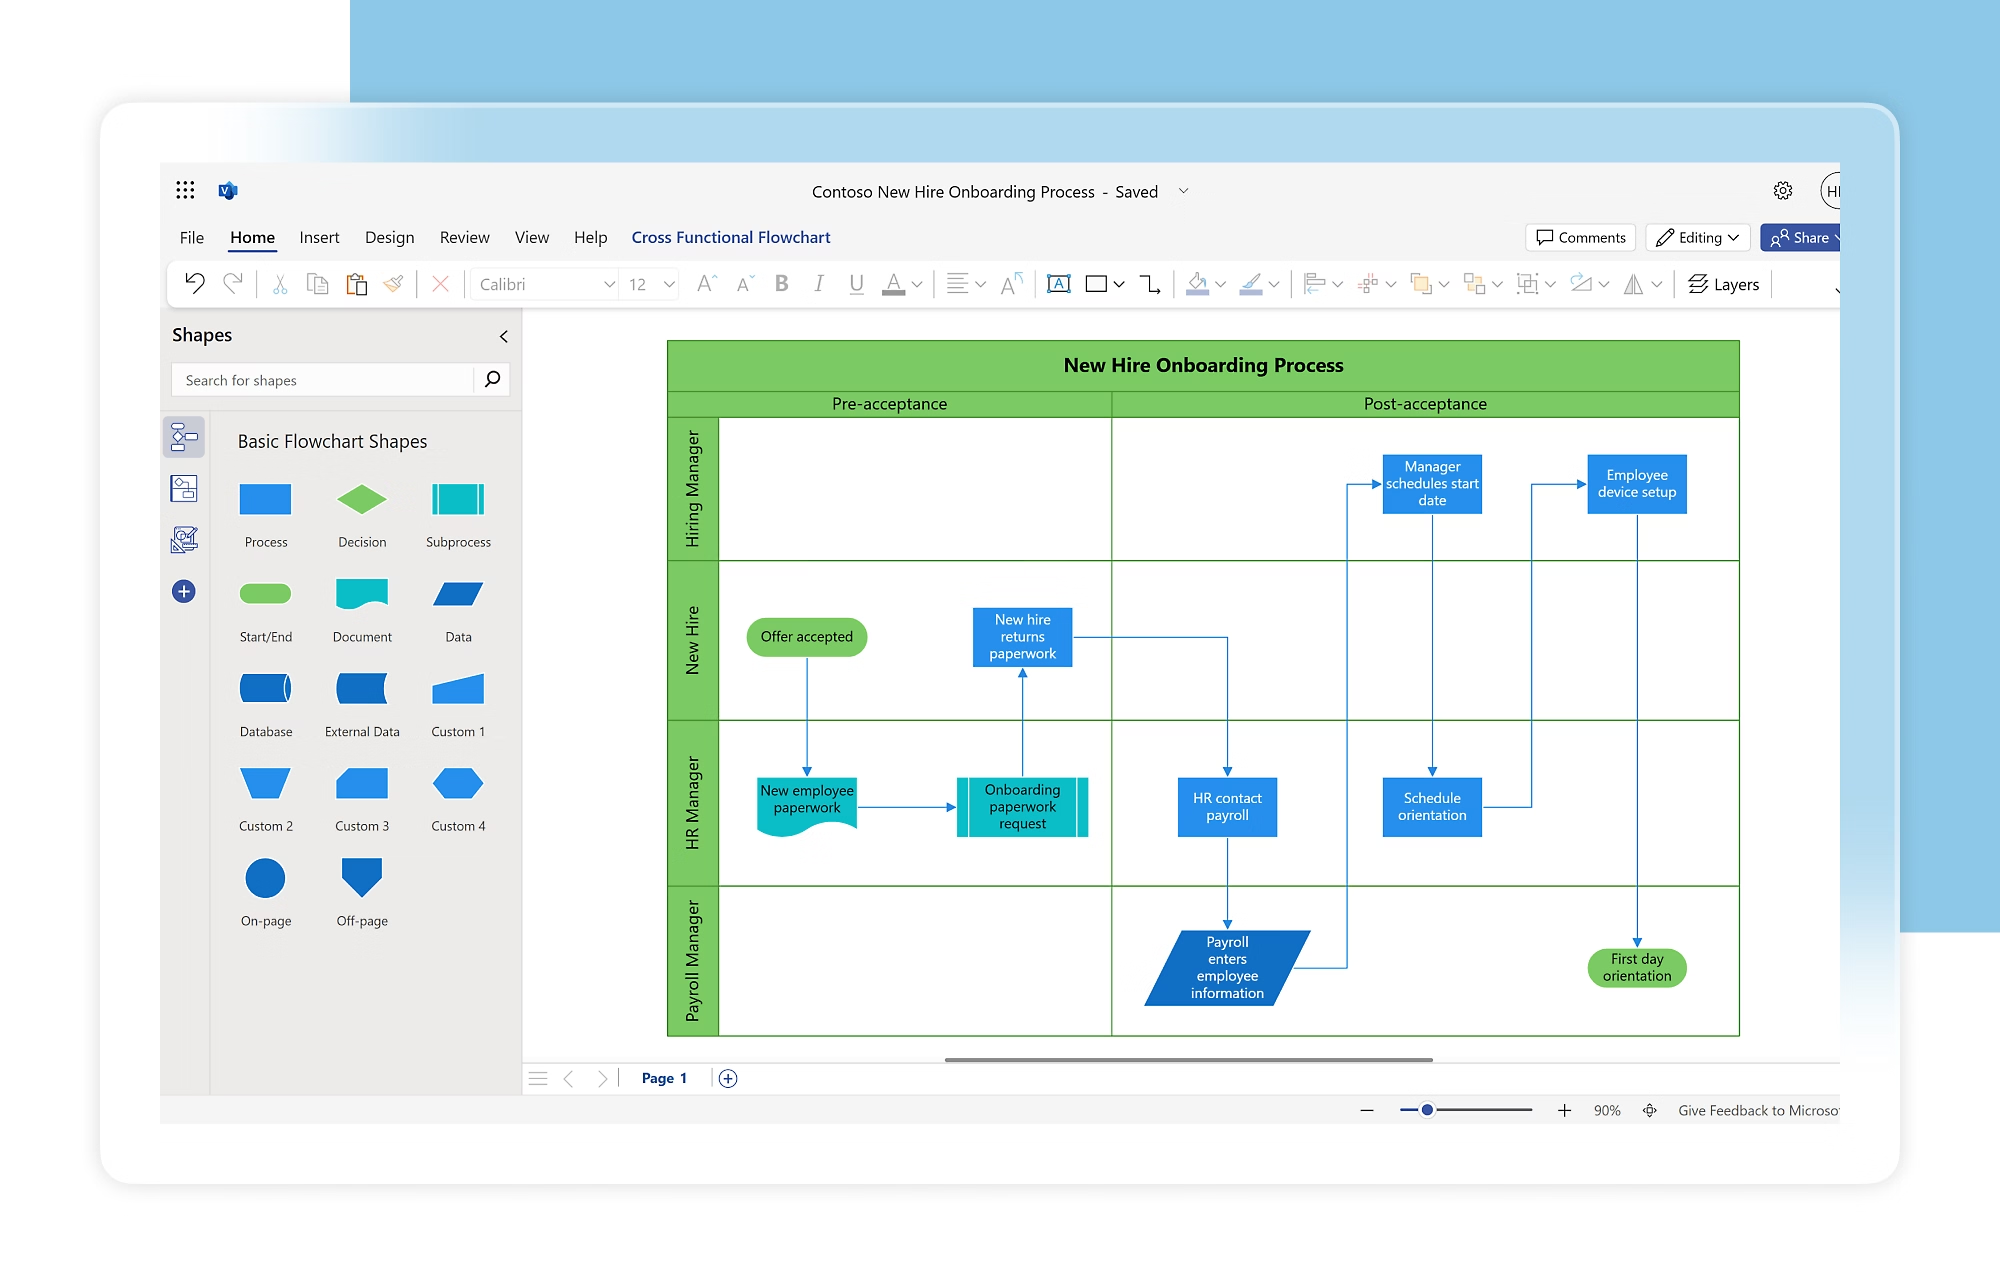 V
Contoso New Hire Onboarding Process - Saved
File Home Insert Design Review View Help Cross Functional Flowchart
Comments Editing Share
Calibri 12 A A B I U A A A Layers
Shapes
Search for shapes
Basic Flowchart Shapes
Process Decision Subprocess
Start/End Document Data
Database External Data Custom 1
Custom 2 Custom 3 Custom 4
On-page Off-page
New Hire Onboarding Process
Pre-acceptance Post-acceptance
Hiring Manager
Manager
schedules start
date
Employee
device setup
New Hire
Offer accepted
New hire
returns
paperwork
HR Manager
New employee
paperwork
Onboarding
paperwork
request
HR contact
payroll
Schedule
orientation
Payroll Manager
Payroll
enters
employee
information
First day
orientation
Page 1
90% Give Feedback to